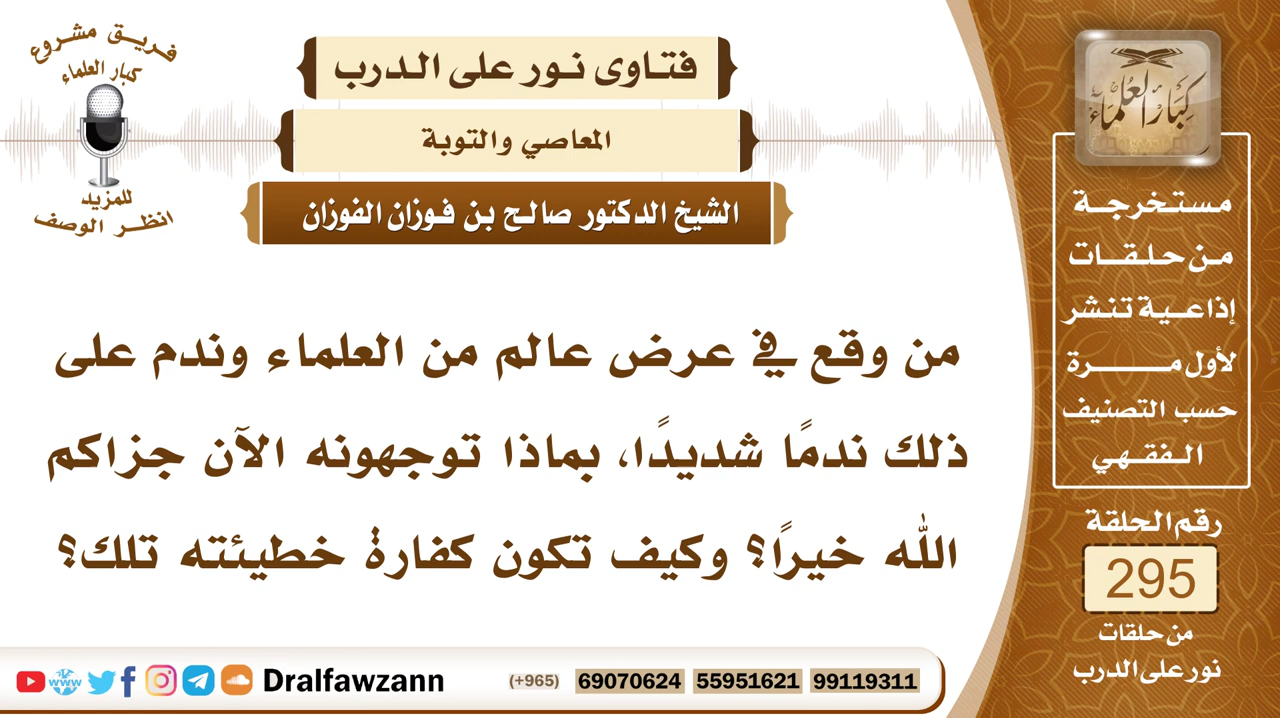 فريق مشروع
كبار العلماء
للمزيد
انظر الوصف
فتاوى نور على الدرب
المعاصي والتوبة
الشيخ الدكتور صالح بن فوزان الفوزان
من وقع في عرض عالم من العلماء وندم على
ذلك ندمًا شديدًا، بماذا توجهونه الآن جزاكم
الله خيرًا؟ وكيف تكون كفارة خطيئته تلك؟
كبار العلماء
مستخرجة
من حلقات
إذاعية تنشر
لأول مرة
حسب التصنيف
الفقهي
رقم الحلقة
295
من حلقات
نور على الدرب
www Dralfawzann (+965) 69070624 55951621 99119311